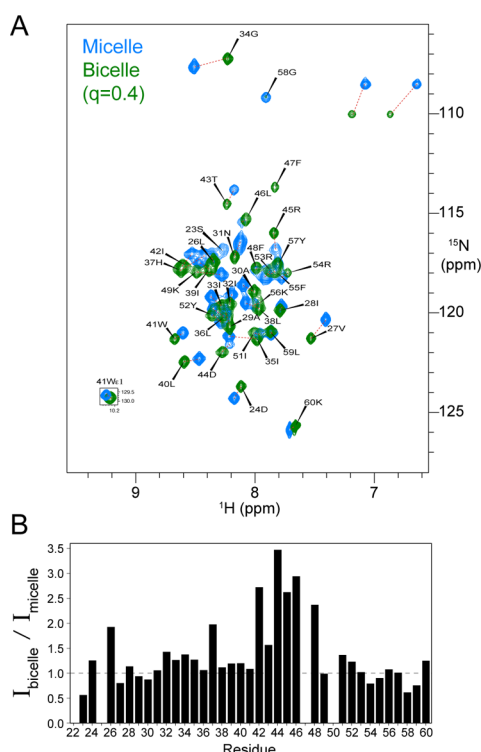 A
Micelle
Bicelle
(q=0.4)
34G
58G
110
47F
43T
46L
45R
115
15N
(ppm)
31N
23S
26L
48F
53R
57Y
42I
37H
30A
54R
49K
39I
33I
32I
56K
55F
52Y
38L
28I
120
41W
36L
29A
27V
51I
35I
59L
40L
44D
41Wε1
129.5
130.0
10.2
24D
60K
125
9
8
7
1H (ppm)
B
3.5
3.0
2.5
2.0
1.5
1.0
0.5
0.0
I bicelle / I micelle
22 24 26 28 30 32 34 36 38 40 42 44 46 48 50 52 54 56 58 60
Residue